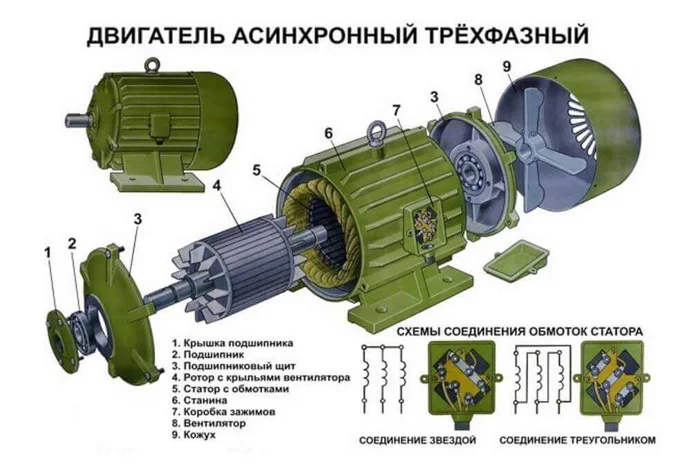 ДВИГАТЕЛЬ АСИНХРОННЫЙ ТРЁХФАЗНЫЙ
9
8
3
7
6
5
4
3
2
1
1. Крышка подшипника
2. Подшипник
3. Подшипниковый щит
4. Ротор с крыльями вентилятора
5. Статор с обмотками
6. Станина
7. Коробка зажимов
8. Вентилятор
9. Кожух
СХЕМЫ СОЕДИНЕНИЯ ОБМОТОК СТАТОРА
СОЕДИНЕНИЕ ЗВЕЗДОЙ
СОЕДИНЕНИЕ ТРЕУГОЛЬНИКОМ